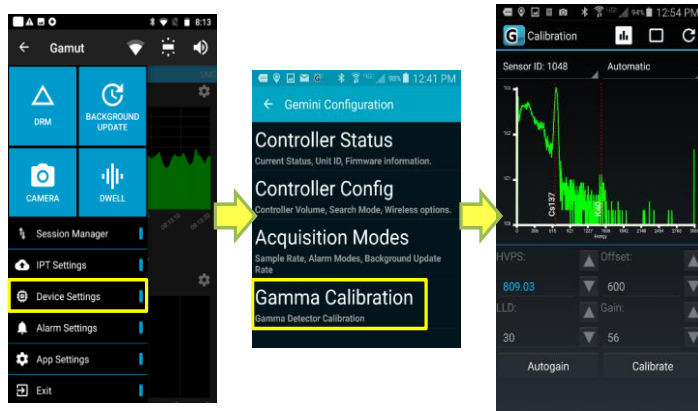 8:13
Gamut
DRM
BACKGROUND
UPDATE
CAMERA
DWELL
Session Manager
IPT Settings
Device Settings
Alarm Settings
App Settings
Exit
98% 12:41 PM
Gemini Configuration
Controller Status
Current Status, Unit ID, Firmware information.
Controller Config
Controller Volume, Search Mode, Wireless options.
Acquisition Modes
Sample Rate, Alarm Modes, Background Update
Rate
Gamma Calibration
Gamma Detector Calibration
94% 12:54 PM
G Calibration
Sensor ID: 1048 Automatic
Cs137
K40
Energy
HVPS: Offset:
809.03 600
LLD: Gain:
30 56
Autogain Calibrate